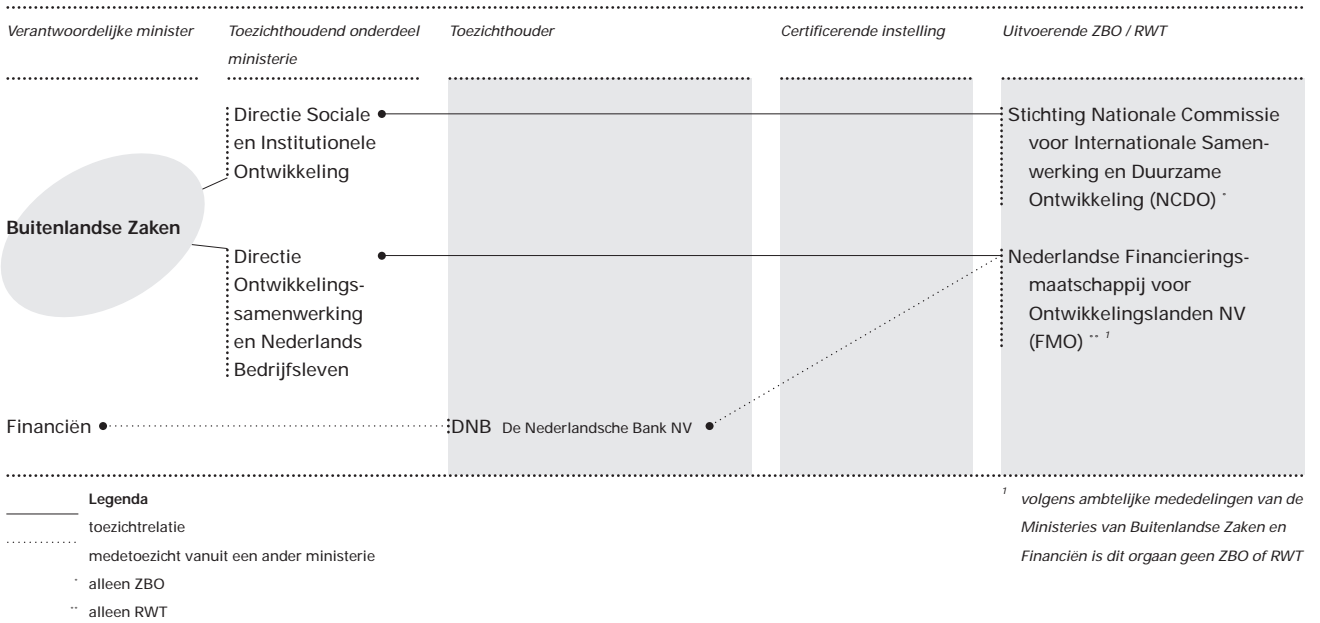 Verantwoordelijke minister
Toezichthoudend onderdeel
ministerie
Toezichthouder
Certificerende instelling
Uitvoerende ZBO / RWT
Buitenlandse Zaken
Directie Sociale
en Institutionele
Ontwikkeling
Stichting Nationale Commissie
voor Internationale Samen-
werking en Duurzame
Ontwikkeling (NCDO) *
Directie
Ontwikkelings-
samenwerking
en Nederlands
Bedrijfsleven
Nederlandse Financierings-
maatschappij voor
Ontwikkelingslanden NV
(FMO) ** 1
Financiën
DNB De Nederlandsche Bank NV
Legenda
toezichtrelatie
medetoezicht vanuit een ander ministerie
* alleen ZBO
** alleen RWT
1 volgens ambtelijke mededelingen van de
Ministeries van Buitenlandse Zaken en
Financiën is dit orgaan geen ZBO of RWT